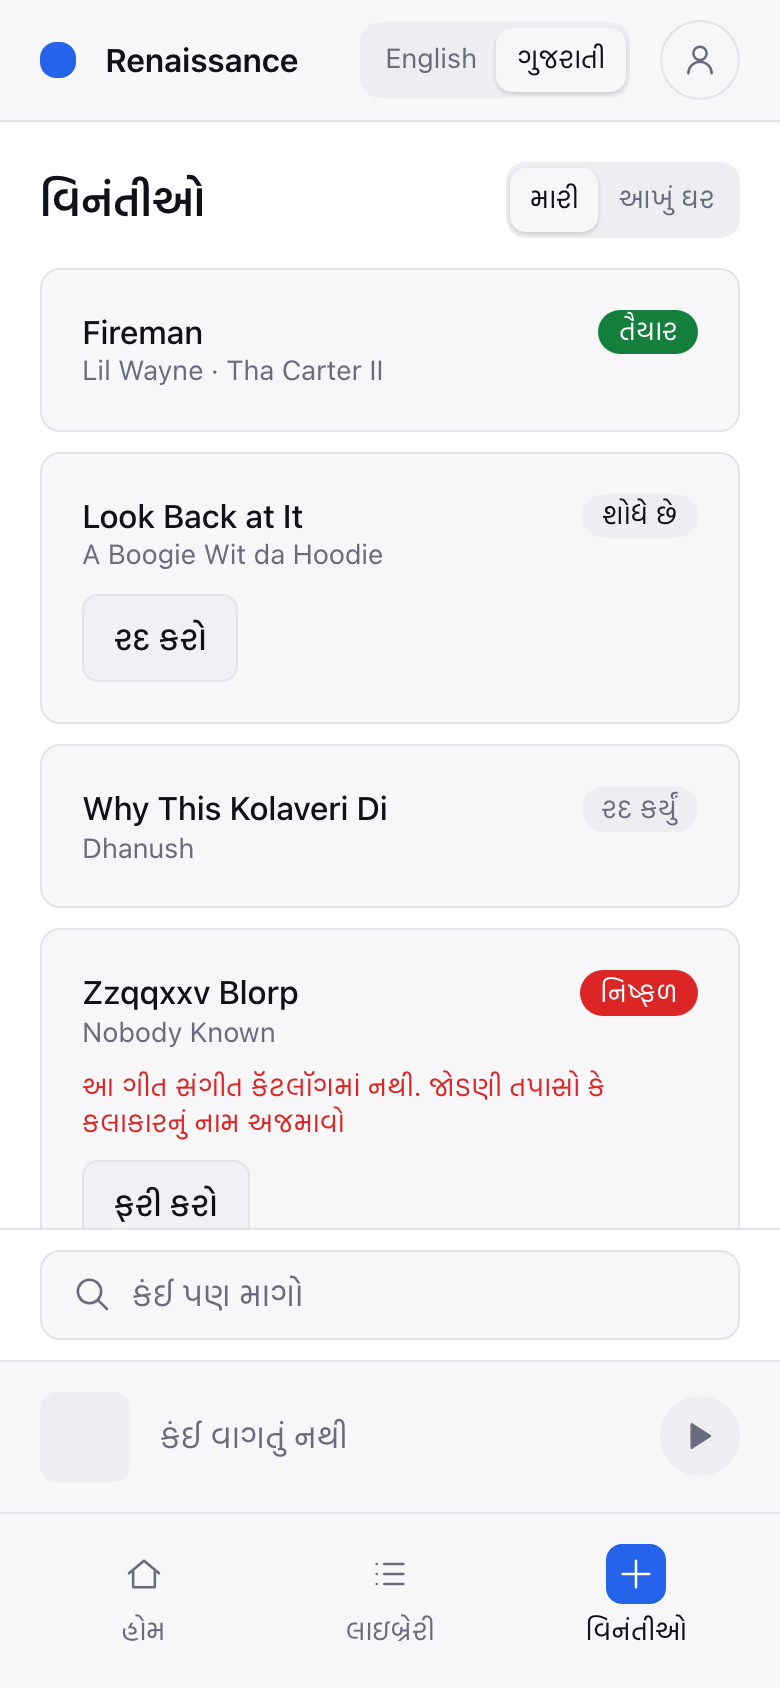 Renaissance
English
ગુજરાતી
વિનંતીઓ
મારી
આખું ઘર
Fireman
તૈયાર
Lil Wayne · Tha Carter II
Look Back at It
શોધે છે
A Boogie Wit da Hoodie
રદ કરો
Why This Kolaveri Di
રદ કર્યું
Dhanush
Zzqqxxv Blorp
નિષ્ફળ
Nobody Known
આ ગીત સંગીત કૅટલૉગમાં નથી. જોડણી તપાસો કે
કલાકારનું નામ અજમાવો
ફરી કરો
કંઈ પણ માગો
કંઈ વાગતું નથી
હોમ
લાઇબ્રેરી
વિનંતીઓ